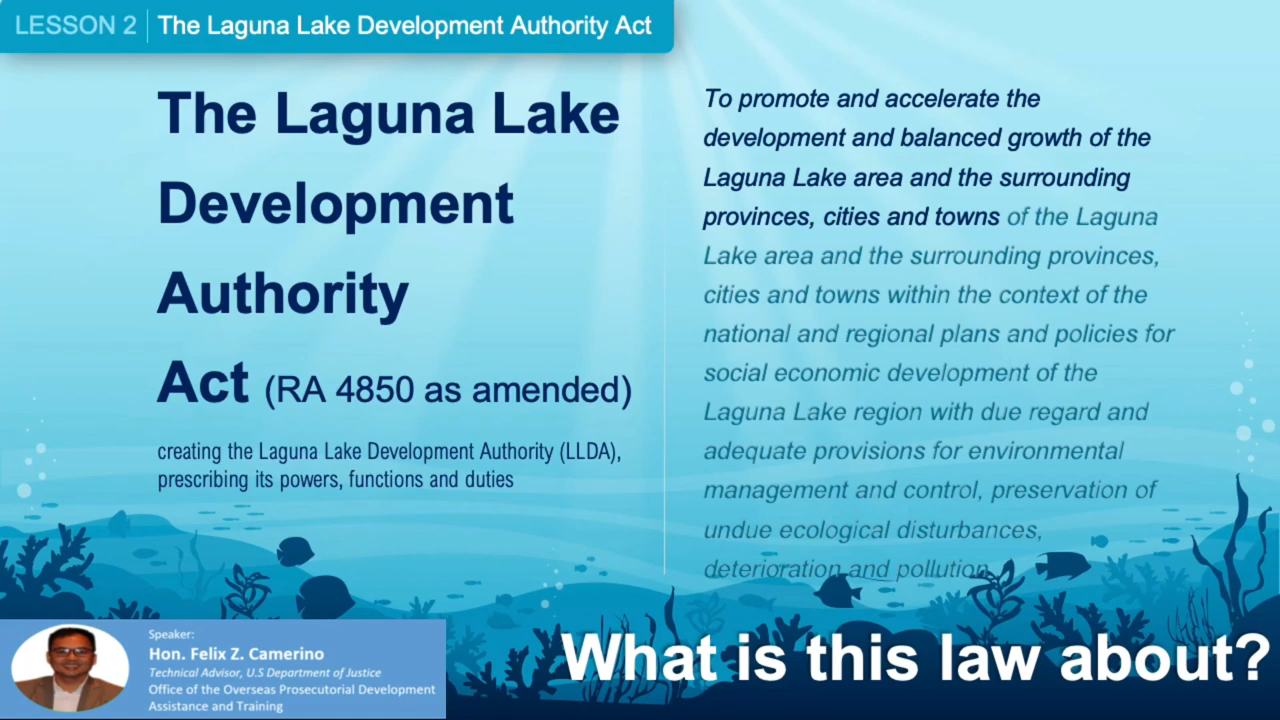 LESSON 2 | The Laguna Lake Development Authority Act
The Laguna Lake
Development
Authority
Act (RA 4850 as amended)
creating the Laguna Lake Development Authority (LLDA),
prescribing its powers, functions and duties
To promote and accelerate the
development and balanced growth of the
Laguna Lake area and the surrounding
provinces, cities and towns of the Laguna
Lake area and the surrounding provinces,
cities and towns within the context of the
national and regional plans and policies for
social economic development of the
Laguna Lake region with due regard and
adequate provisions for environmental
management and control, preservation of
undue ecological disturbances,
deterioration and pollution
What is this law about?
Speaker:
Hon. Felix Z. Camerino
Technical Advisor, U.S Department of Justice
Office of the Overseas Prosecutorial Development
Assistance and Training